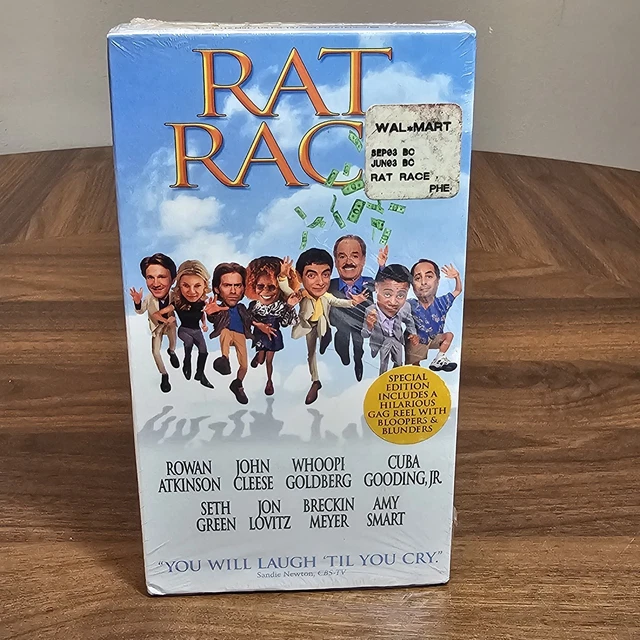 RAT
RAC
WAL★MART
SEP03 BC
JUN03 BC
RAT RACE
PHE
SPECIAL
EDITION
INCLUDES A
HILARIOUS
GAG REEL WITH
BLOOPERS &
BLUNDERS
ROWAN ATKINSON
JOHN CLEESE
WHOOPI GOLDBERG
CUBA GOODING, JR.
SETH GREEN
JON LOVITZ
BRECKIN MEYER
AMY SMART
"YOU WILL LAUGH 'TIL YOU CRY."
Sandie Newton, CBS-TV